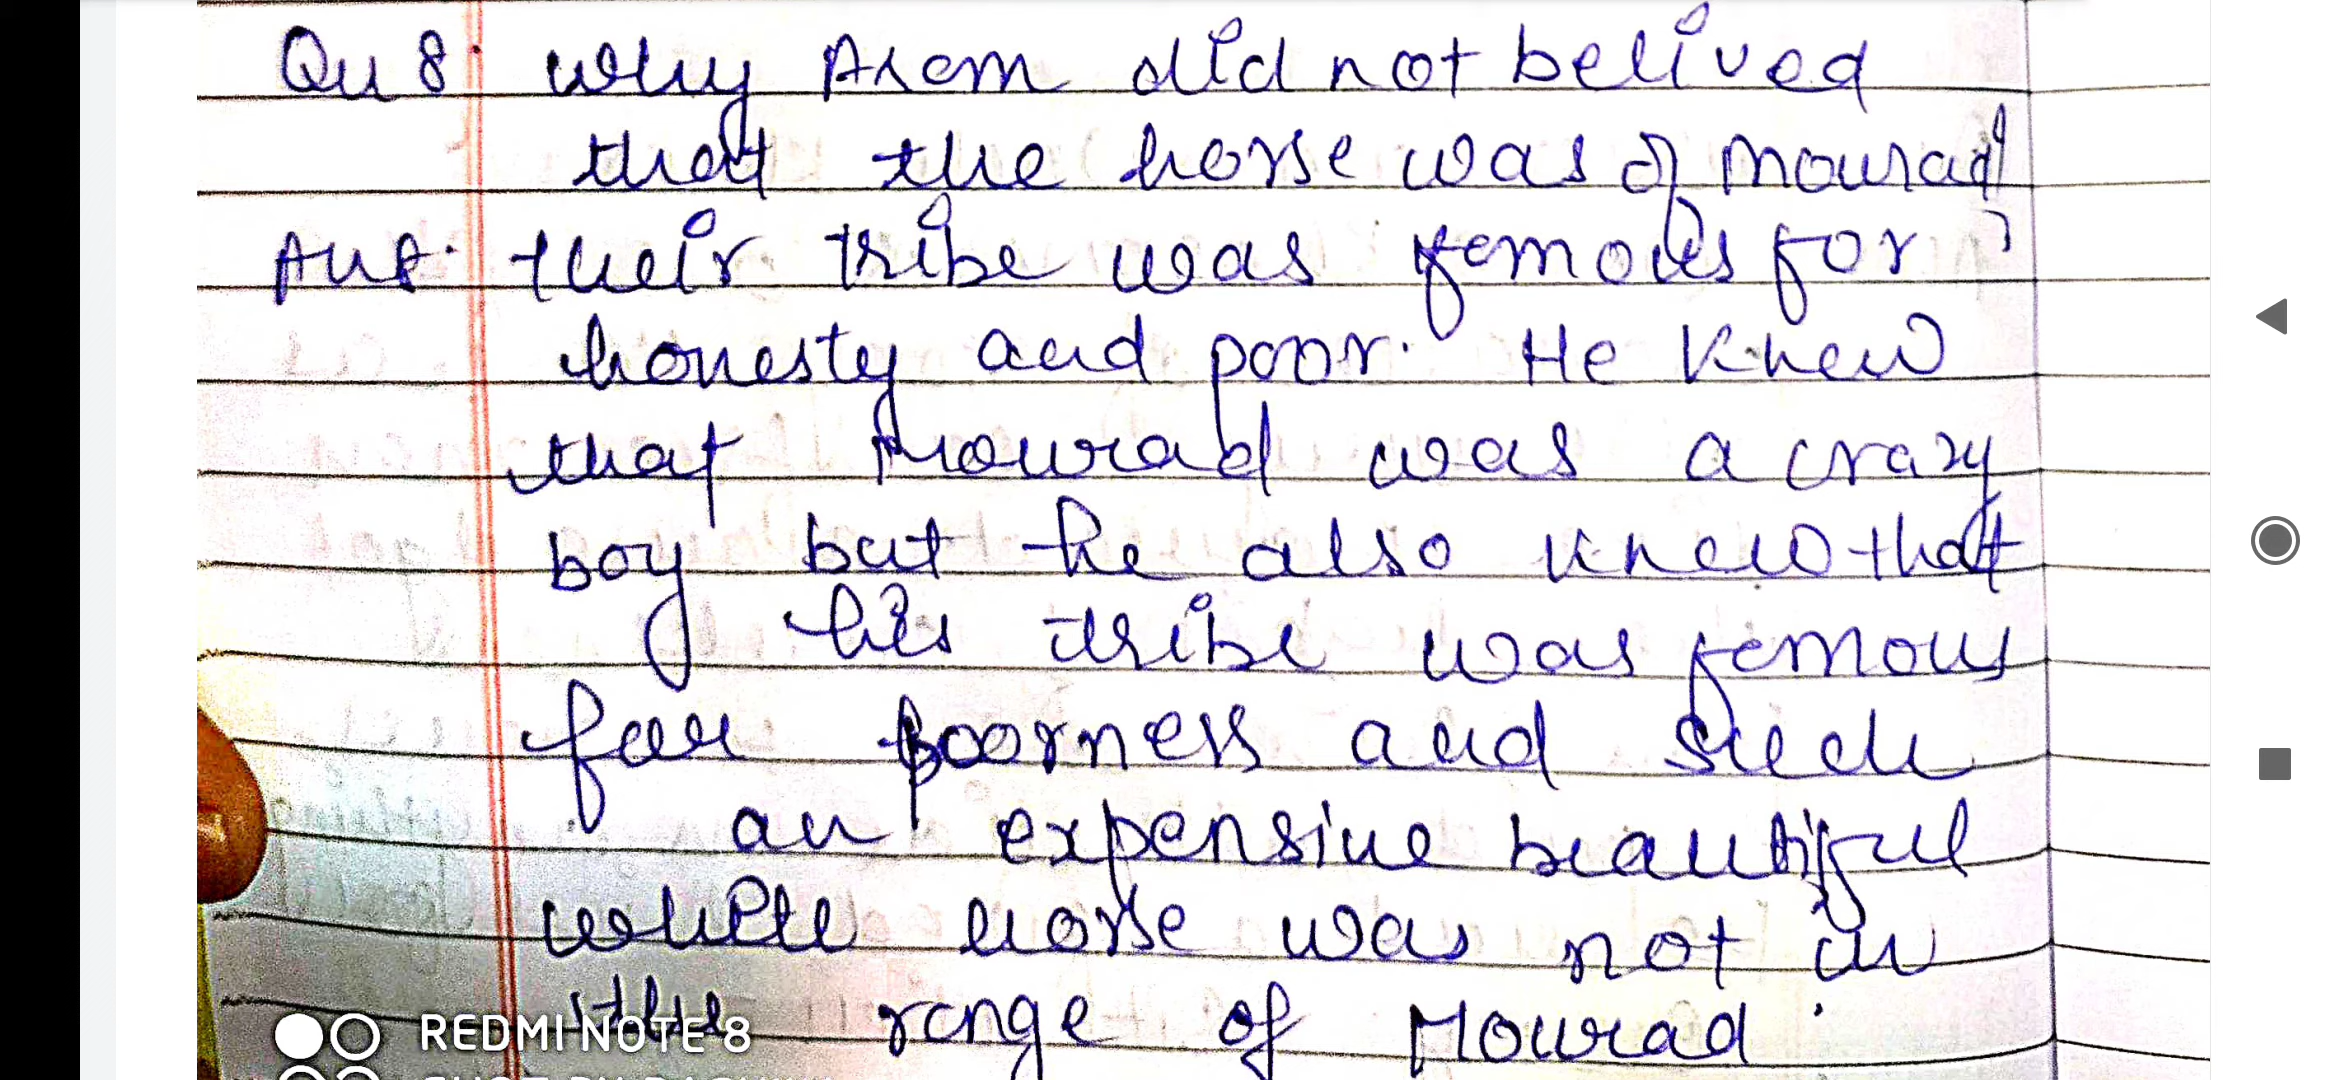 Qu 8. why Arem did not belived
that the horse was of Mourad?
Ans. their tribe was femous for
honesty and poor. He knew
that Mourad was a crazy
boy but he also knew that
his tribe was femous
for poorness and such
an expensive beautiful
white horse was not in
the range of Mourad.
REDMI NOTE 8